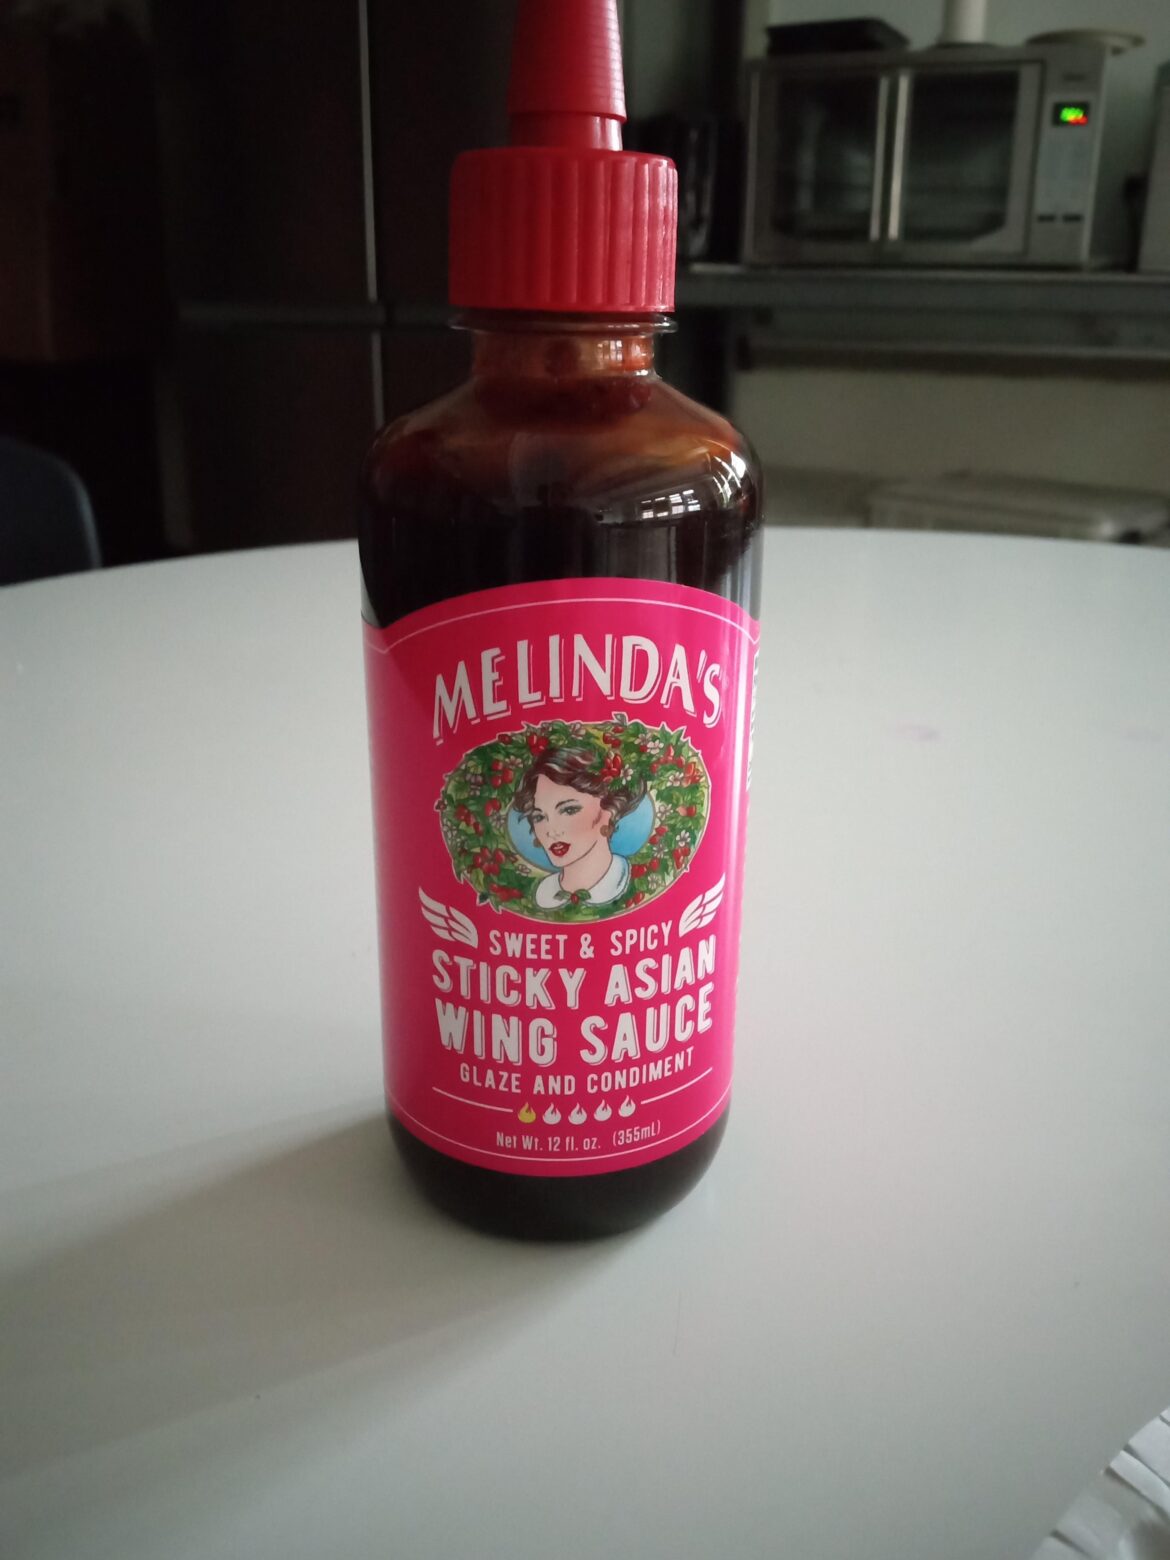 MELINDA'S
SWEET & SPICY
STICKY ASIAN
WING SAUCE
GLAZE AND CONDIMENT
Net Wt. 12 fl. oz. (355mL)